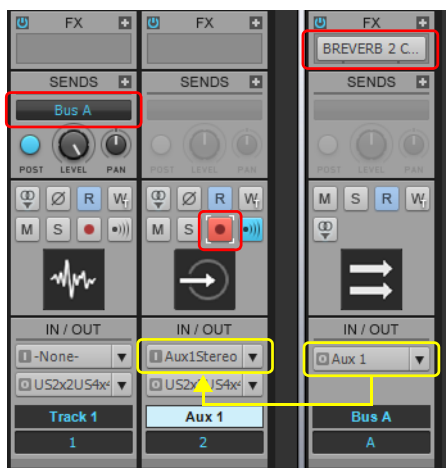 FX
SENDS
Bus A
POST LEVEL PAN
Ø R W
M S
IN / OUT
-None-
US2x2US4x4
Track 1
1
FX
SENDS
POST LEVEL PAN
Ø R W
M S
IN / OUT
Aux1Stereo
Aux 1
2
FX
BREVERB 2 C...
SENDS
POST LEVEL PAN
M S R W
IN / OUT
Aux 1
Bus A
A